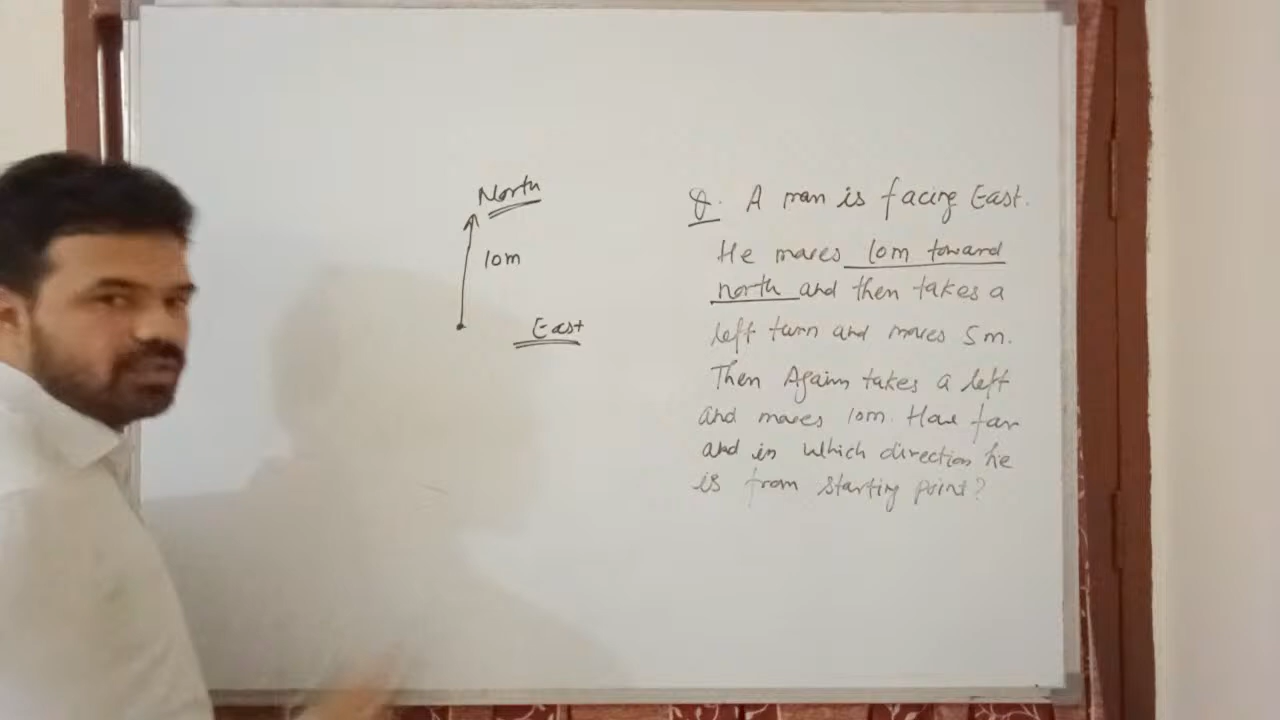 North
10m
East
Q. A man is facing East.
He moves 10m toward
north and then takes a
left turn and moves 5m.
Then Again takes a left
and moves 10m. How far
and in which direction he
is from starting point?